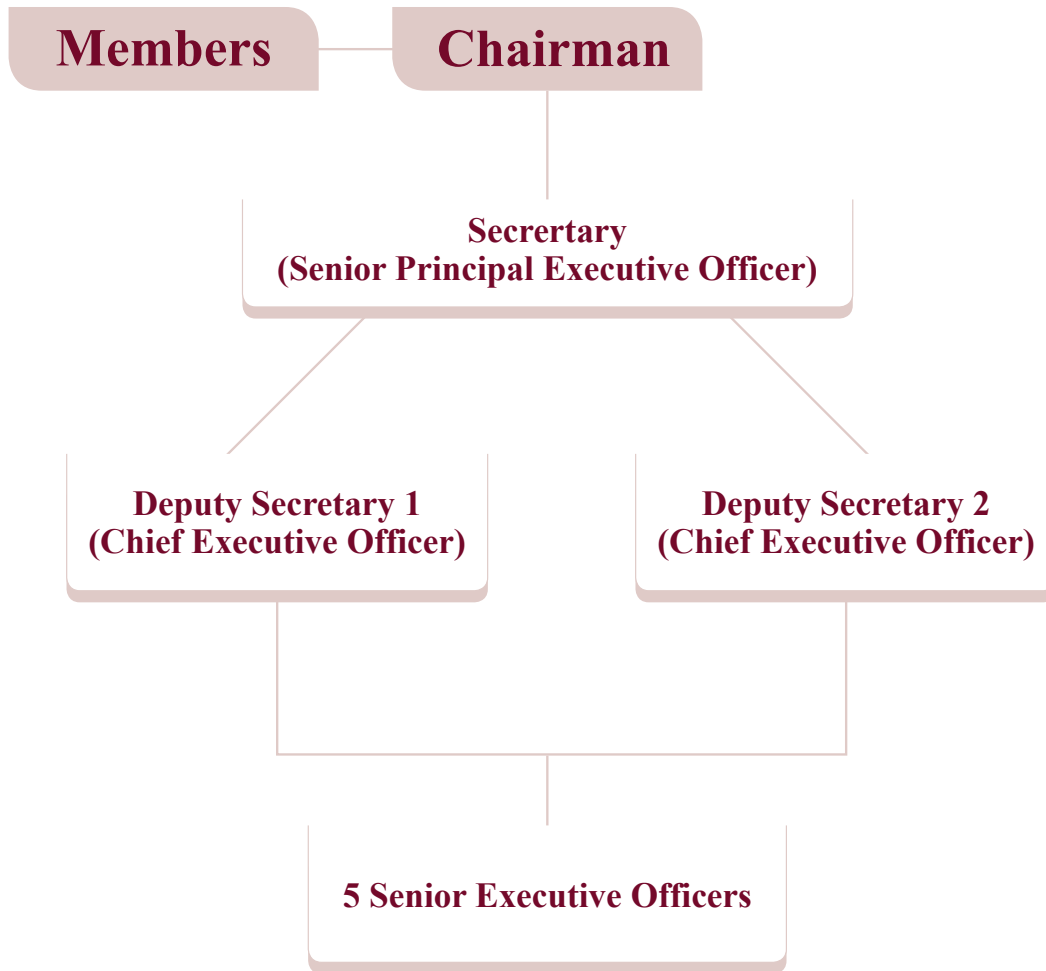 Members
Chairman
Secrertary
(Senior Principal Executive Officer)
Deputy Secretary 1
(Chief Executive Officer)
Deputy Secretary 2
(Chief Executive Officer)
5 Senior Executive Officers